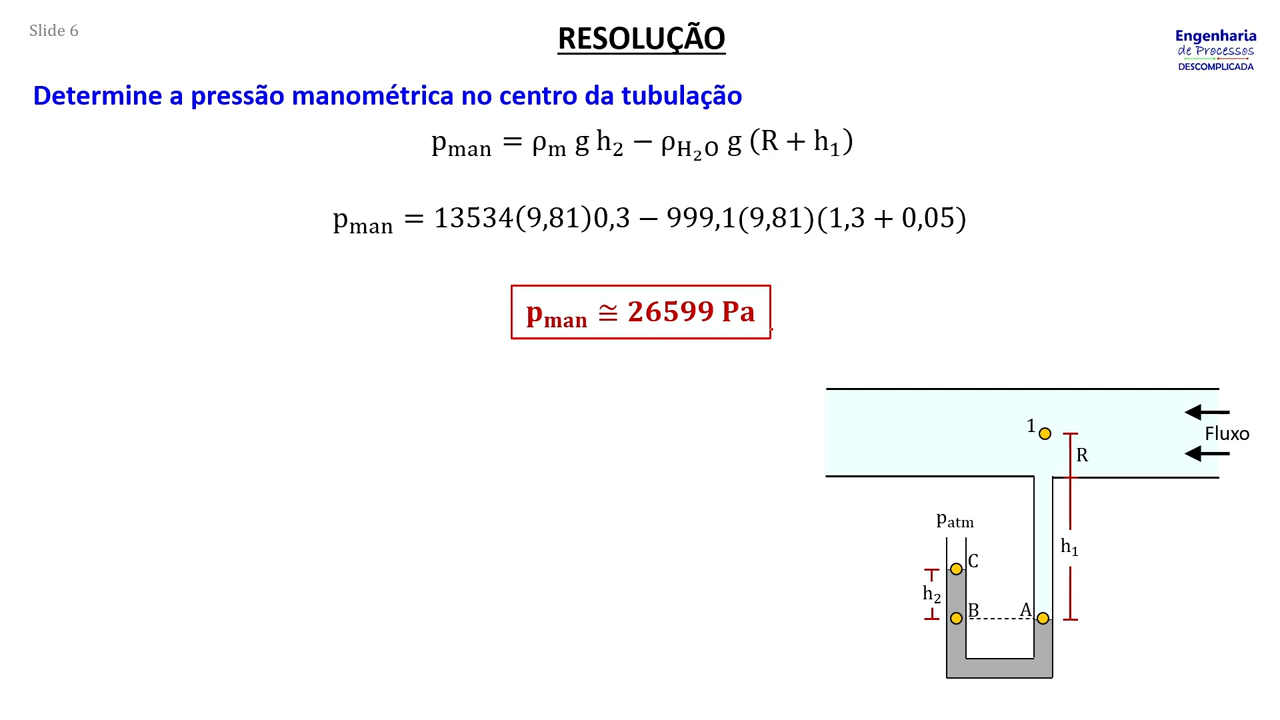 Slide 6
RESOLUÇÃO
Engenharia
de Processos
DESCOMPLICADA
Determine a pressão manométrica no centro da tubulação
pₘₐₙ = ρₘ g h₂ − ρ_H₂O g (R + h₁)
pₘₐₙ = 13534(9,81)0,3 − 999,1(9,81)(1,3 + 0,05)
pₘₐₙ ≅ 26599 Pa
1
Fluxo
R
pₐₜₘ
h₁
C
h₂
B
A